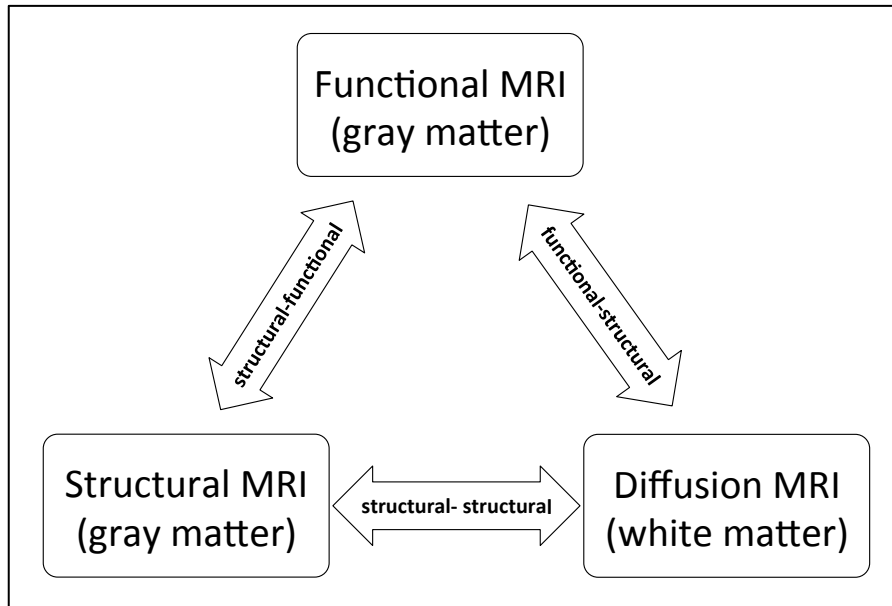 Functional MRI
(gray matter)
structural-functional
functional-structural
Structural MRI
(gray matter)
structural- structural
Diffusion MRI
(white matter)